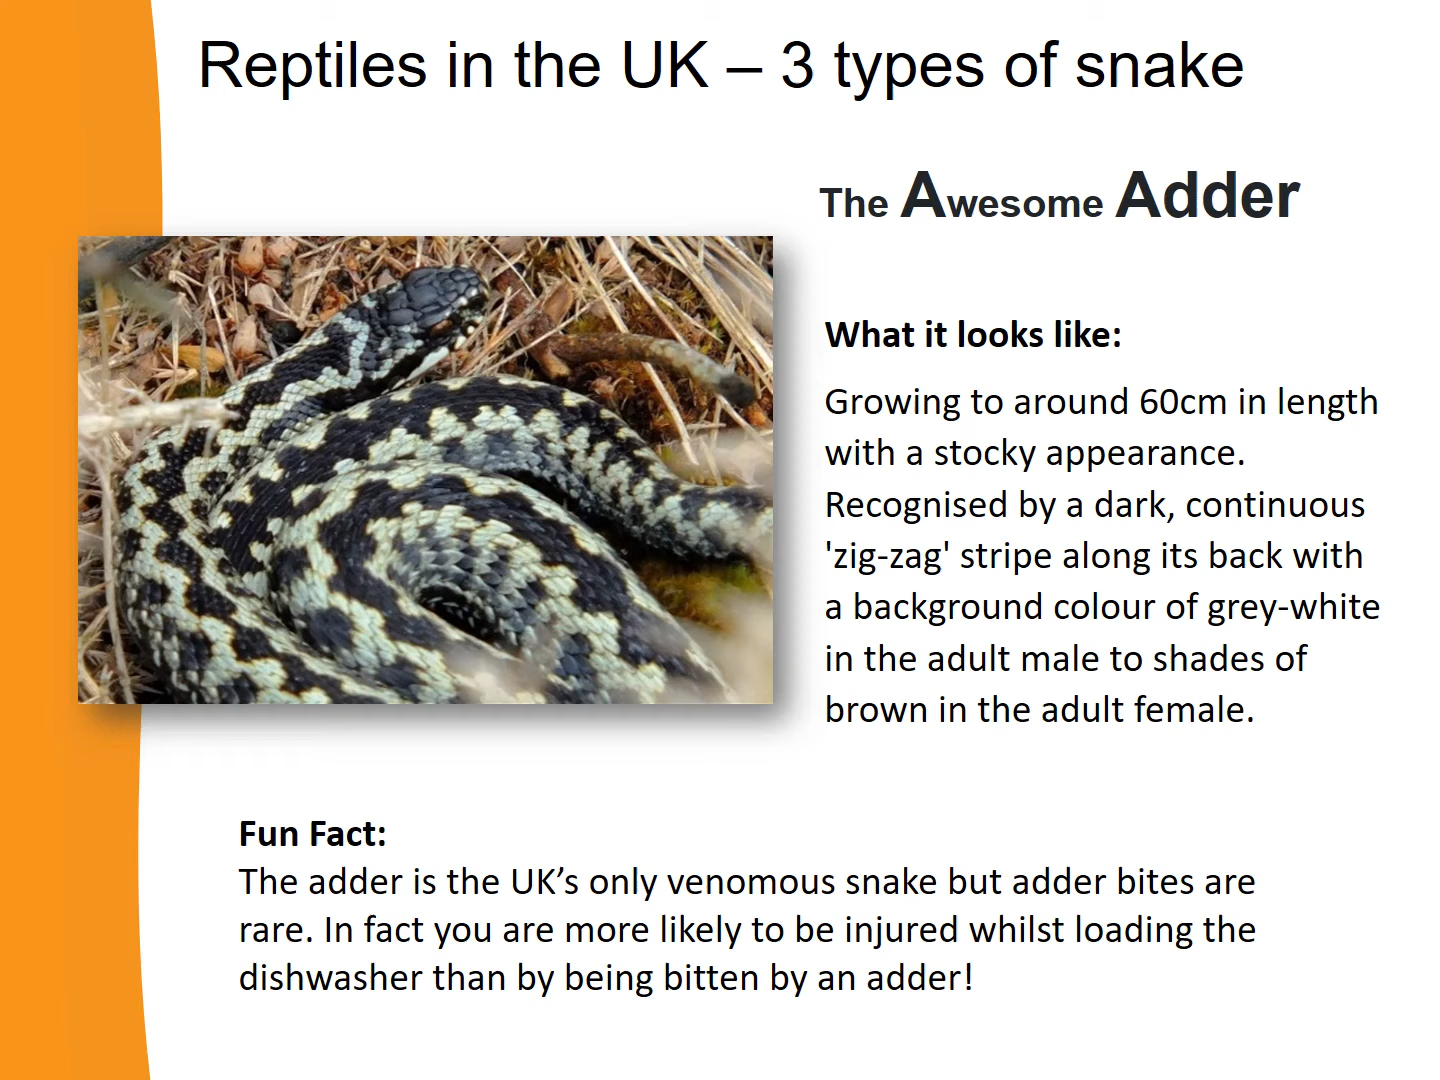 Reptiles in the UK – 3 types of snake
The Awesome Adder
What it looks like:
Growing to around 60cm in length
with a stocky appearance.
Recognised by a dark, continuous
'zig-zag' stripe along its back with
a background colour of grey-white
in the adult male to shades of
brown in the adult female.
Fun Fact:
The adder is the UK’s only venomous snake but adder bites are
rare. In fact you are more likely to be injured whilst loading the
dishwasher than by being bitten by an adder!